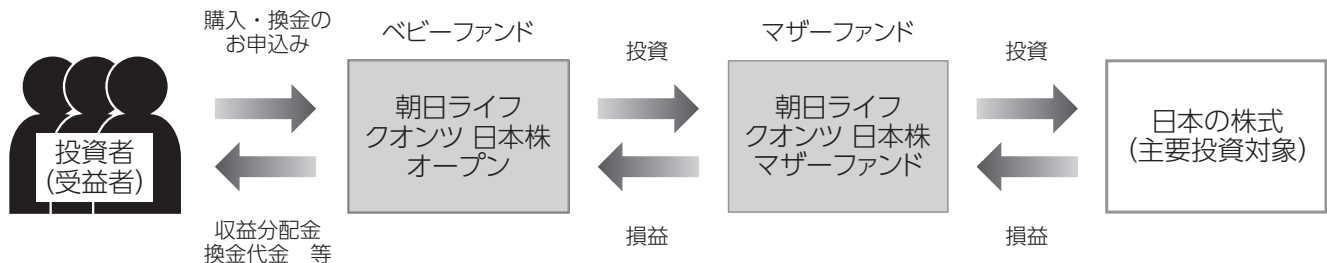 購入・換金の
お申込み
投資者
(受益者)
収益分配金
換金代金　等
ベビーファンド
朝日ライフ
クオンツ 日本株
オープン
投資
損益
マザーファンド
朝日ライフ
クオンツ 日本株
マザーファンド
投資
損益
日本の株式
(主要投資対象)